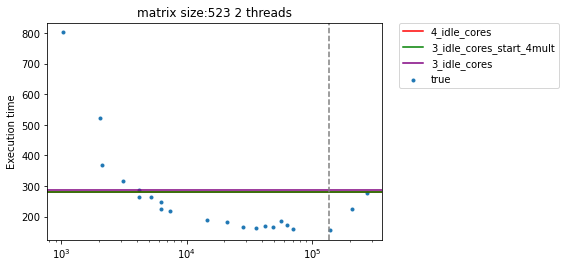 matrix size:523 2 threads
800
700
600
500
400
300
200
Execution time
10³
10⁴
10⁵
4_idle_cores
3_idle_cores_start_4mult
3_idle_cores
true